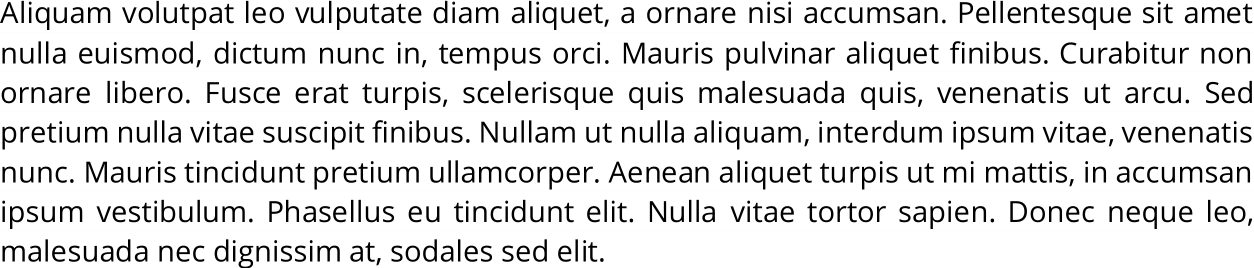 Aliquam volutpat leo vulputate diam aliquet, a ornare nisi accumsan. Pellentesque sit amet
nulla euismod, dictum nunc in, tempus orci. Mauris pulvinar aliquet finibus. Curabitur non
ornare libero. Fusce erat turpis, scelerisque quis malesuada quis, venenatis ut arcu. Sed
pretium nulla vitae suscipit finibus. Nullam ut nulla aliquam, interdum ipsum vitae, venenatis
nunc. Mauris tincidunt pretium ullamcorper. Aenean aliquet turpis ut mi mattis, in accumsan
ipsum vestibulum. Phasellus eu tincidunt elit. Nulla vitae tortor sapien. Donec neque leo,
malesuada nec dignissim at, sodales sed elit.